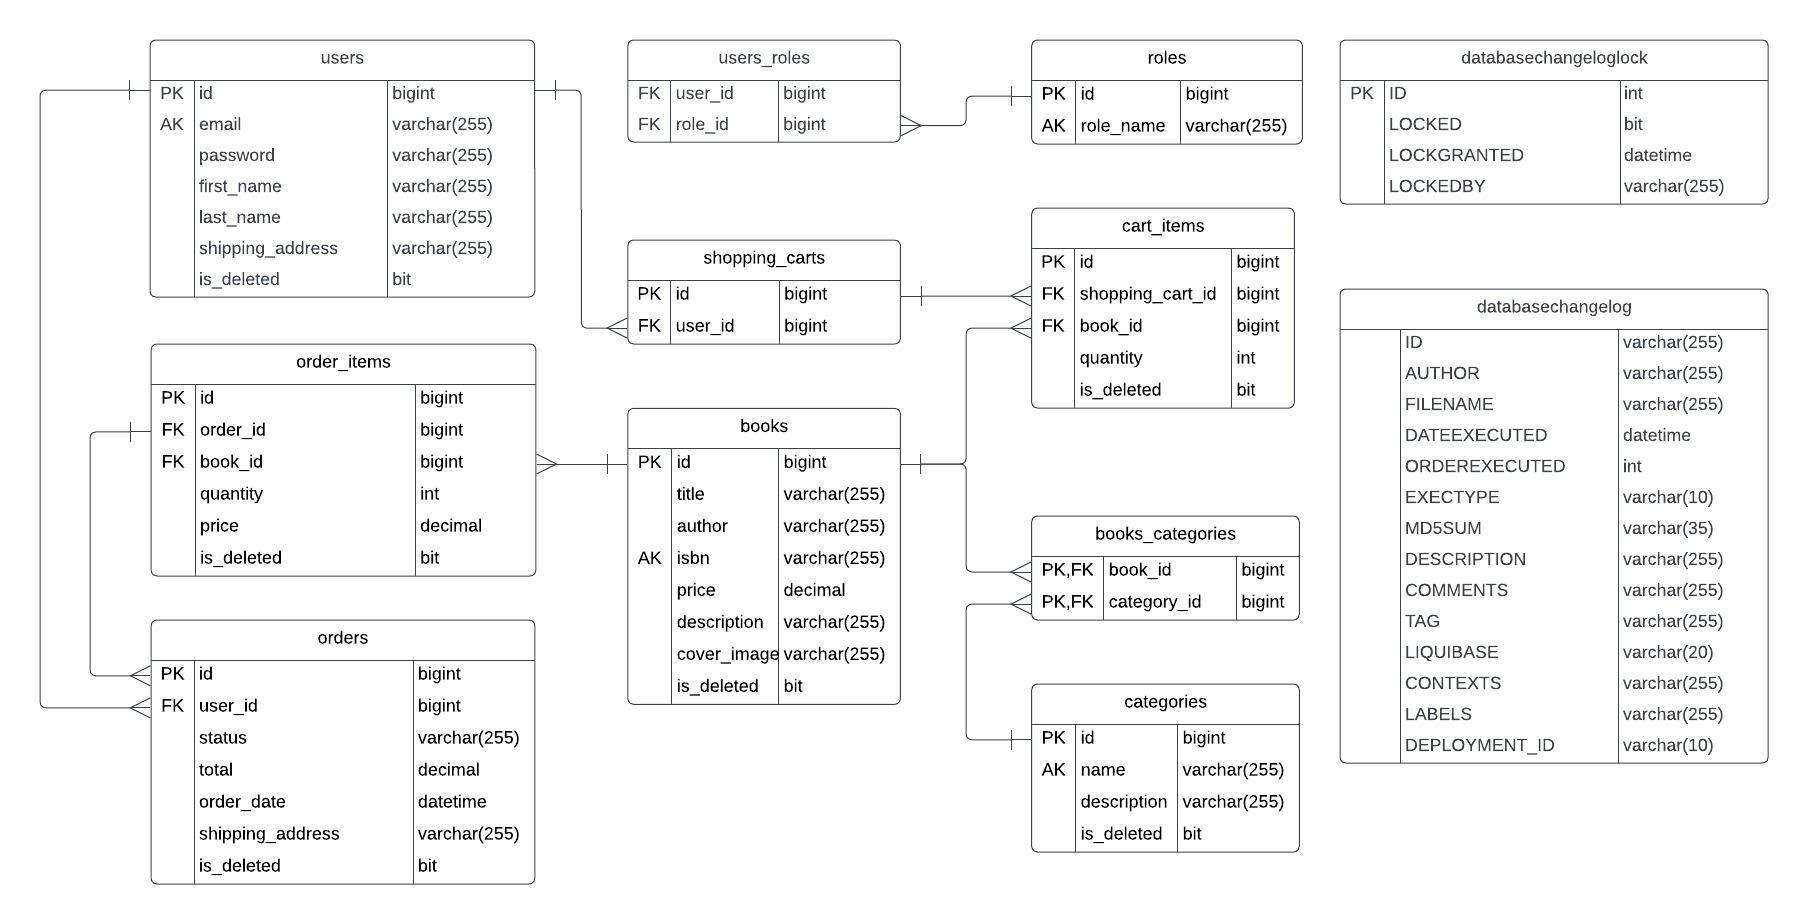 users
PK id bigint
AK email varchar(255)
password varchar(255)
first_name varchar(255)
last_name varchar(255)
shipping_address varchar(255)
is_deleted bit
users_roles
FK user_id bigint
FK role_id bigint
roles
PK id bigint
AK role_name varchar(255)
databasechangeloglock
PK ID int
LOCKED bit
LOCKGRANTED datetime
LOCKEDBY varchar(255)
shopping_carts
PK id bigint
FK user_id bigint
cart_items
PK id bigint
FK shopping_cart_id bigint
FK book_id bigint
quantity int
is_deleted bit
databasechangelog
ID varchar(255)
AUTHOR varchar(255)
FILENAME varchar(255)
DATEEXECUTED datetime
ORDEREXECUTED int
EXECTYPE varchar(10)
MD5SUM varchar(35)
DESCRIPTION varchar(255)
COMMENTS varchar(255)
TAG varchar(255)
LIQUIBASE varchar(20)
CONTEXTS varchar(255)
LABELS varchar(255)
DEPLOYMENT_ID varchar(10)
order_items
PK id bigint
FK order_id bigint
FK book_id bigint
quantity int
price decimal
is_deleted bit
books
PK id bigint
title varchar(255)
author varchar(255)
AK isbn varchar(255)
price decimal
description varchar(255)
cover_image varchar(255)
is_deleted bit
books_categories
PK,FK book_id bigint
PK,FK category_id bigint
orders
PK id bigint
FK user_id bigint
status varchar(255)
total decimal
order_date datetime
shipping_address varchar(255)
is_deleted bit
categories
PK id bigint
AK name varchar(255)
description varchar(255)
is_deleted bit